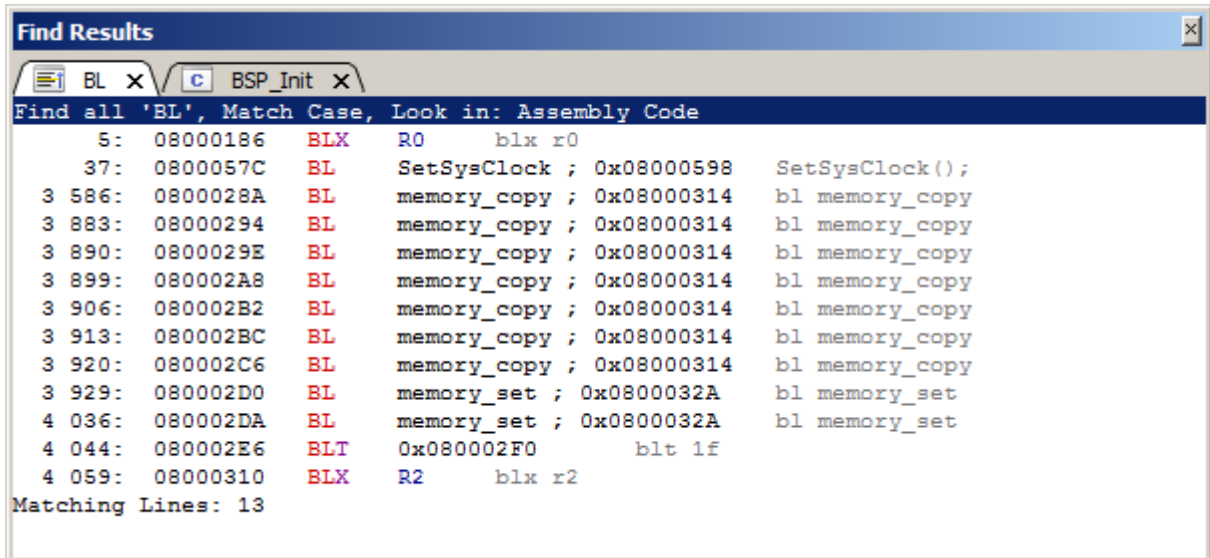 Find Results
BL BSP_Init
Find all 'BL', Match Case, Look in: Assembly Code
5: 08000186 BLX R0 blx r0
37: 0800057C BL SetSysClock ; 0x08000598 SetSysClock();
3 586: 0800028A BL memory_copy ; 0x08000314 bl memory_copy
3 883: 08000294 BL memory_copy ; 0x08000314 bl memory_copy
3 890: 0800029E BL memory_copy ; 0x08000314 bl memory_copy
3 899: 080002A8 BL memory_copy ; 0x08000314 bl memory_copy
3 906: 080002B2 BL memory_copy ; 0x08000314 bl memory_copy
3 913: 080002BC BL memory_copy ; 0x08000314 bl memory_copy
3 920: 080002C6 BL memory_copy ; 0x08000314 bl memory_copy
3 929: 080002D0 BL memory_set ; 0x0800032A bl memory_set
4 036: 080002DA BL memory_set ; 0x0800032A bl memory_set
4 044: 080002E6 BLT 0x080002F0 blt 1f
4 059: 08000310 BLX R2 blx r2
Matching Lines: 13